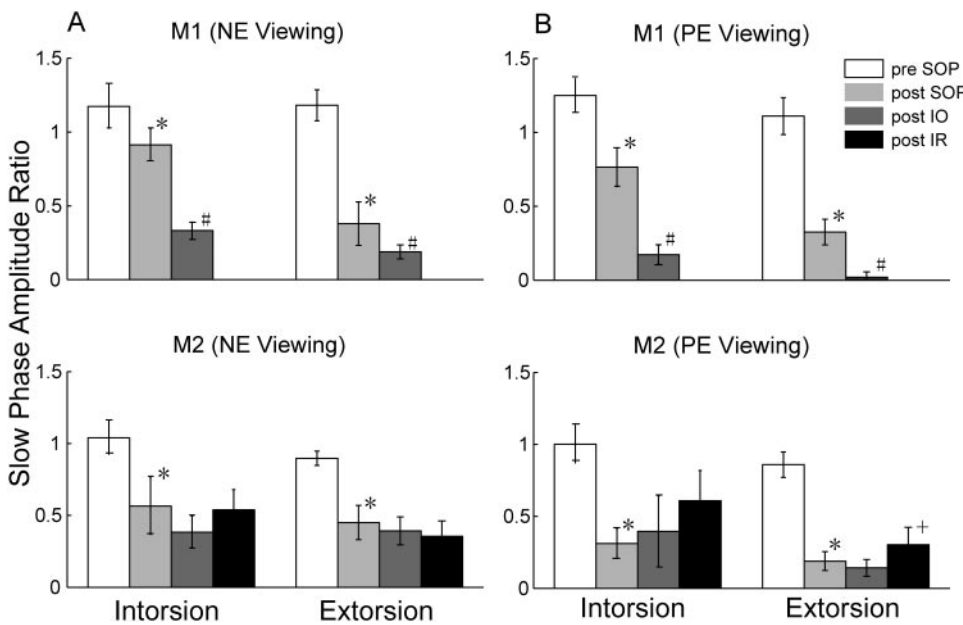 A
B
M1 (NE Viewing)
M1 (PE Viewing)
pre SOP
post SOP
post IO
post IR
Slow Phase Amplitude Ratio
1.5
1
0.5
0
*
#
*
#
1.5
1
0.5
0
*
#
*
#
M2 (NE Viewing)
M2 (PE Viewing)
1.5
1
0.5
0
*
*
1.5
1
0.5
0
*
*
+
Intorsion
Extorsion
Intorsion
Extorsion